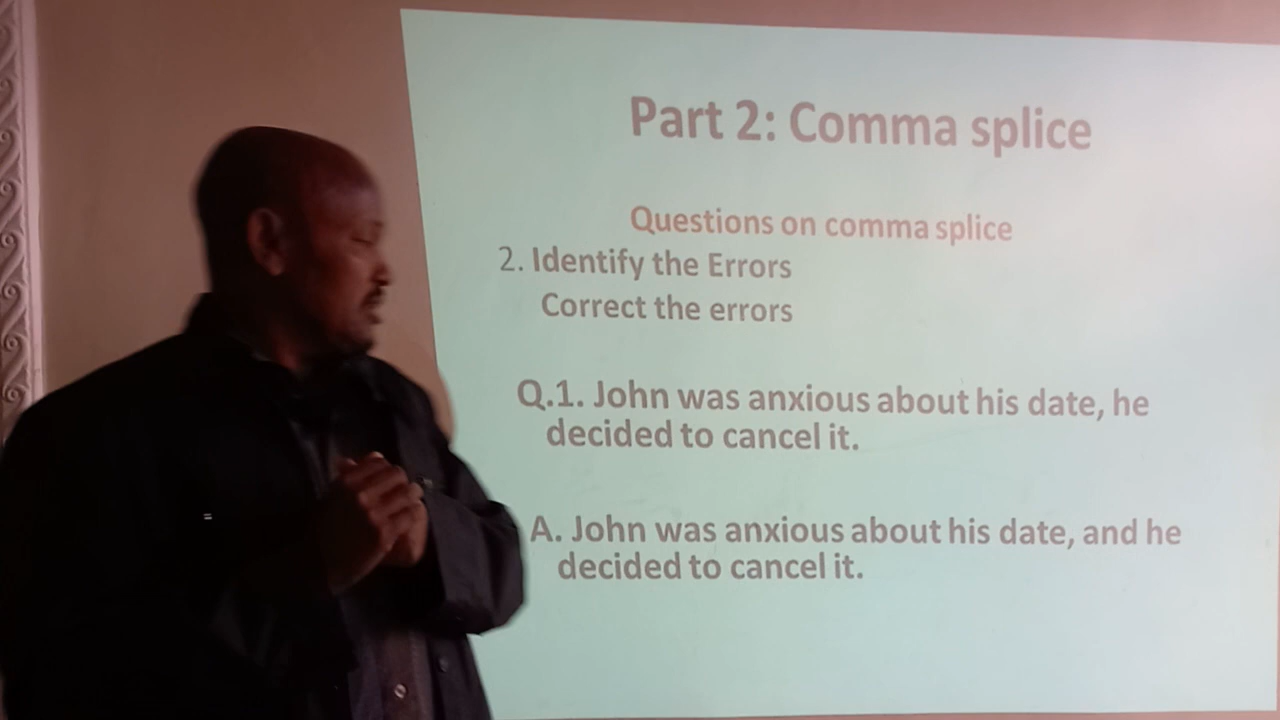 Part 2: Comma splice
Questions on comma splice
2. Identify the Errors
Correct the errors
Q.1. John was anxious about his date, he
decided to cancel it.
A. John was anxious about his date, and he
decided to cancel it.